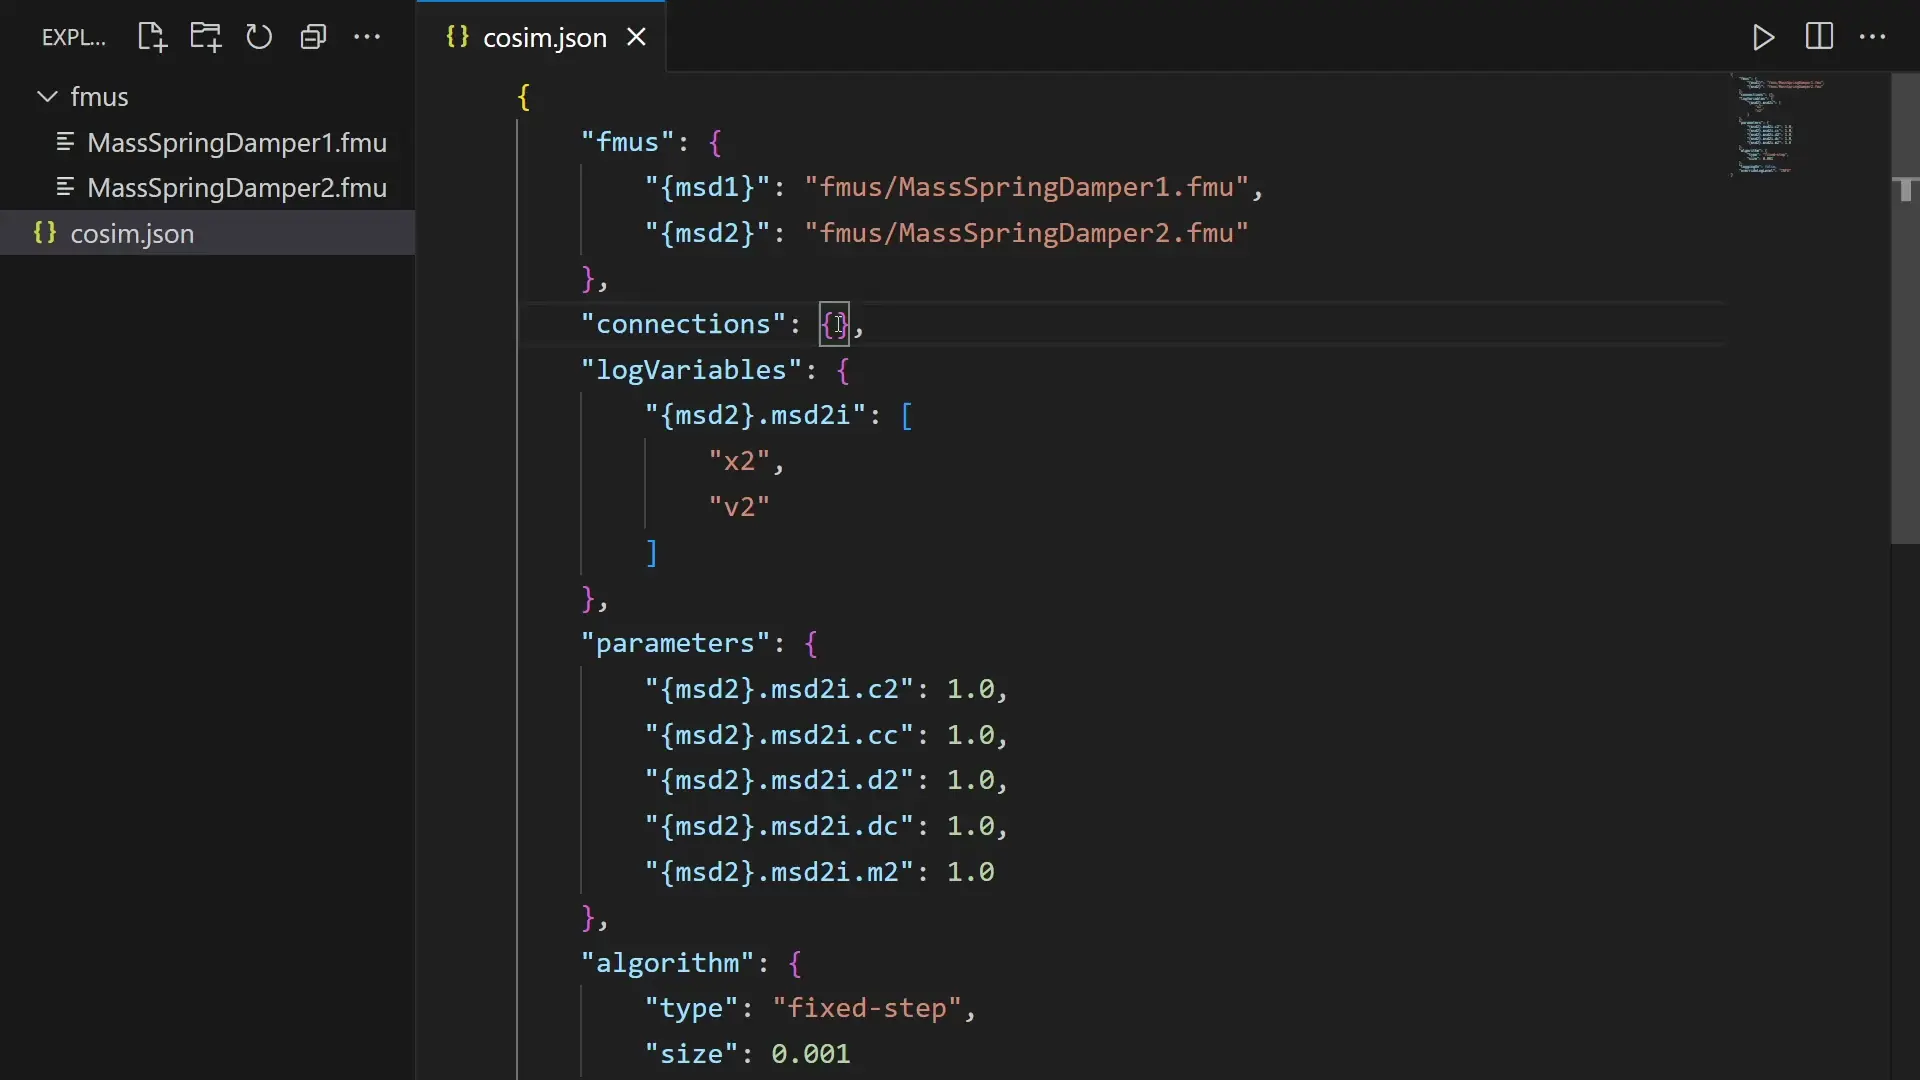 EXPL...
fmus
MassSpringDamper1.fmu
MassSpringDamper2.fmu
{} cosim.json
{} cosim.json
{
"fmus": {
"{msd1}": "fmus/MassSpringDamper1.fmu",
"{msd2}": "fmus/MassSpringDamper2.fmu"
},
"connections": {},
"logVariables": {
"{msd2}.msd2i": [
"x2",
"v2"
]
},
"parameters": {
"{msd2}.msd2i.c2": 1.0,
"{msd2}.msd2i.cc": 1.0,
"{msd2}.msd2i.d2": 1.0,
"{msd2}.msd2i.dc": 1.0,
"{msd2}.msd2i.m2": 1.0
},
"algorithm": {
"type": "fixed-step",
"size": 0.001